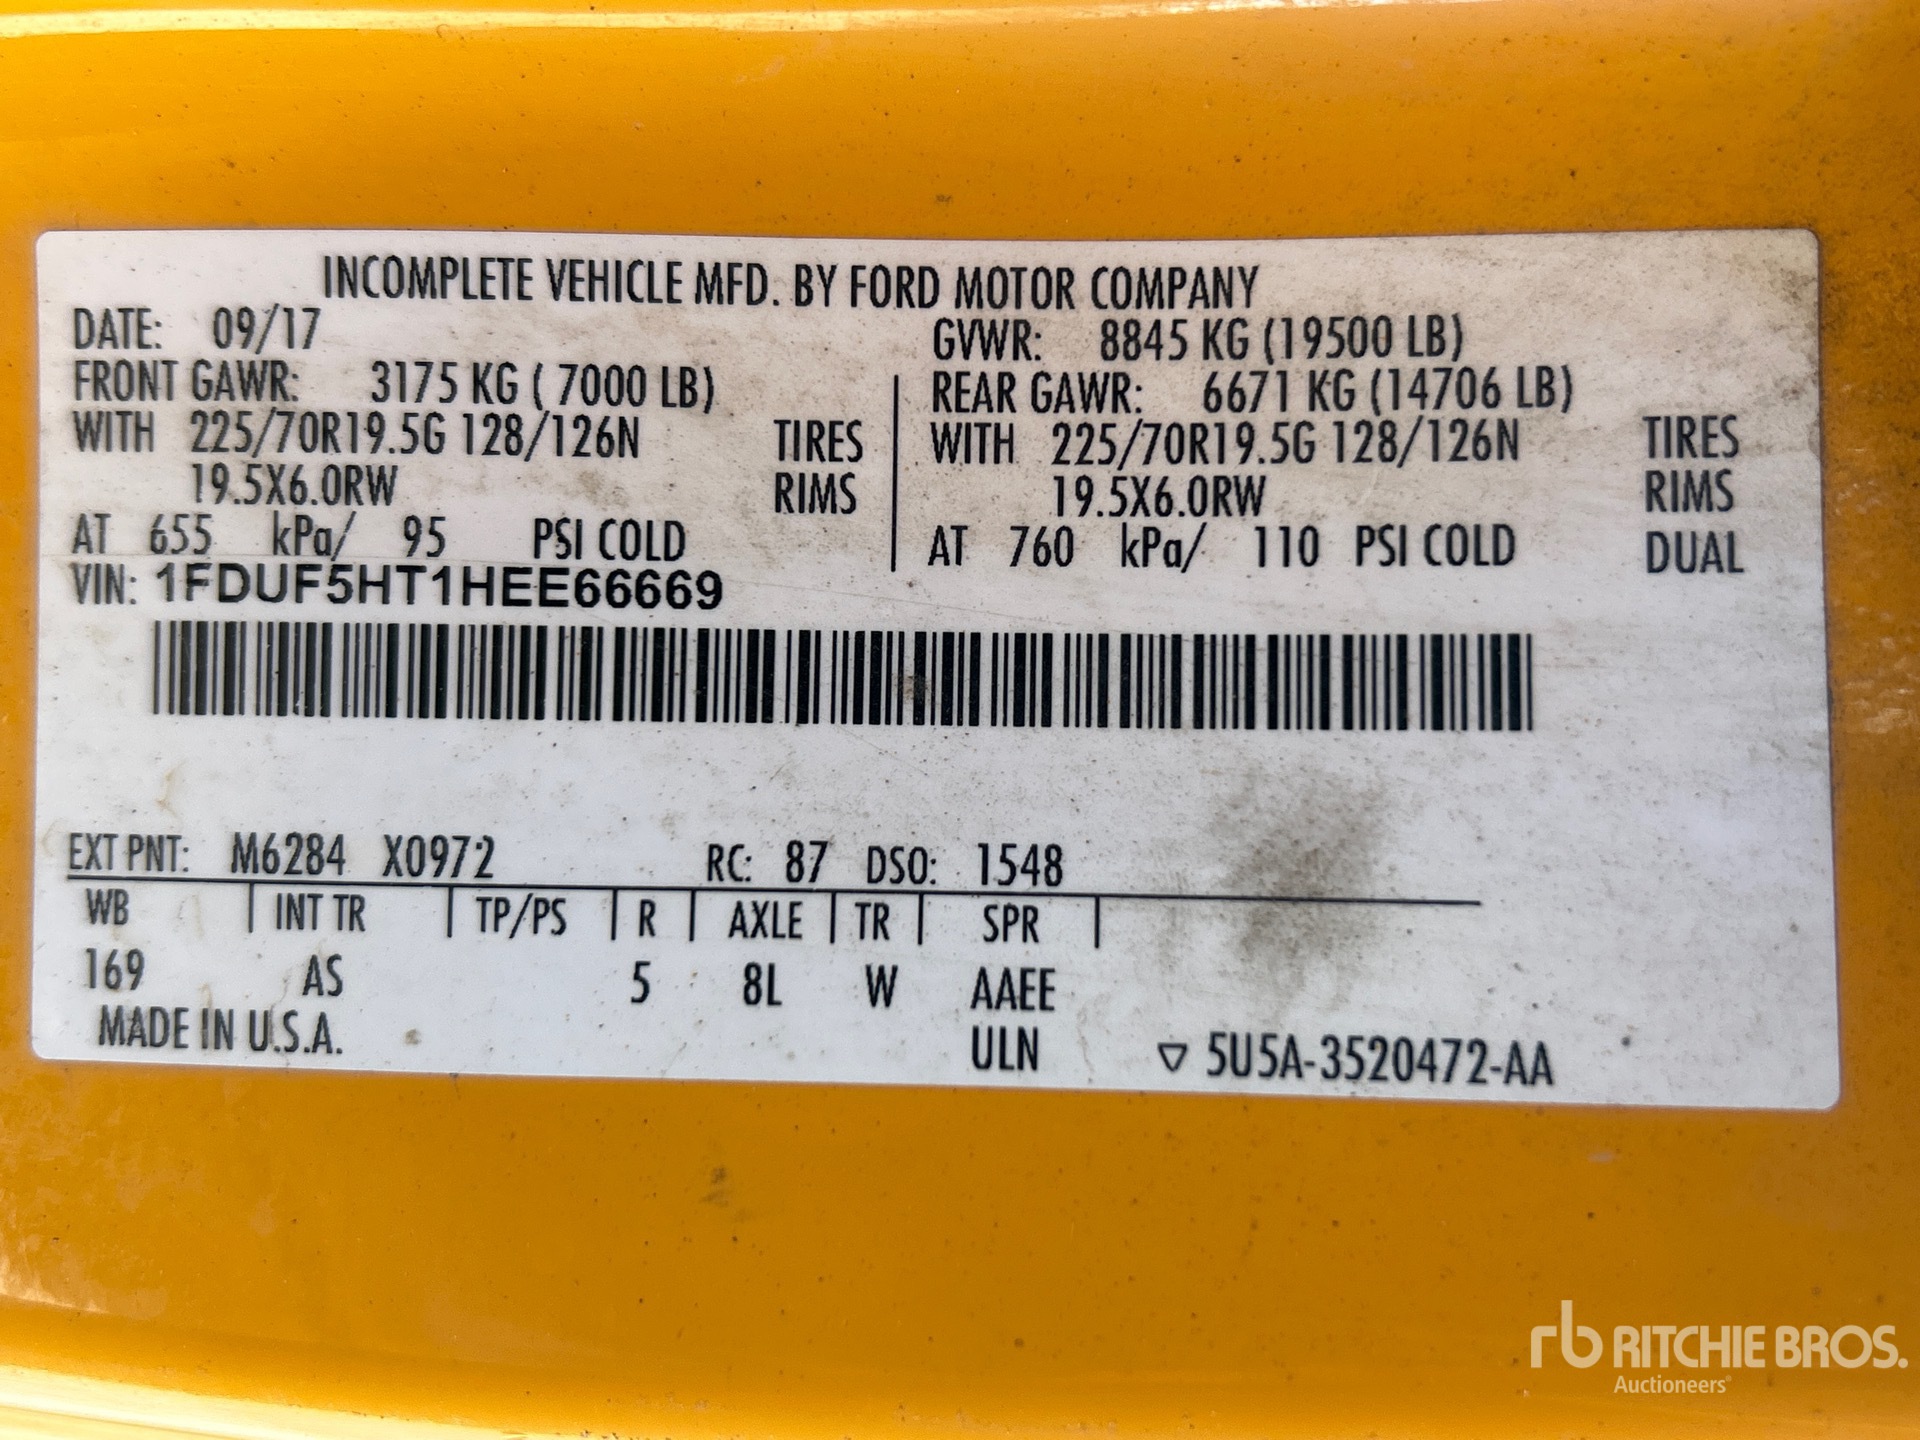 INCOMPLETE VEHICLE MFD. BY FORD MOTOR COMPANY
DATE: 09/17 GVWR: 8845 KG (19500 LB)
FRONT GAWR: 3175 KG ( 7000 LB) REAR GAWR: 6671 KG (14706 LB)
WITH 225/70R19.5G 128/126N TIRES WITH 225/70R19.5G 128/126N TIRES
19.5X6.0RW RIMS 19.5X6.0RW RIMS
AT 655 kPa/ 95 PSI COLD AT 760 kPa/ 110 PSI COLD DUAL
VIN: 1FDUF5HT1HEE66669
EXT PNT: M6284 X0972 RC: 87 DSO: 1548
WB INT TR TP/PS R AXLE TR SPR
169 AS 5 8L W AAEE
MADE IN U.S.A. ULN ▽ 5U5A-3520472-AA
rb RITCHIE BROS.
Auctioneers